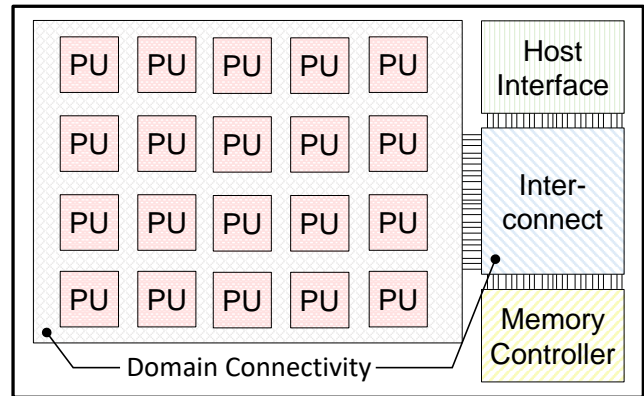 PU PU PU PU PU
PU PU PU PU PU
PU PU PU PU PU
PU PU PU PU PU
Host
Interface
Inter-
connect
Memory
Controller
Domain Connectivity